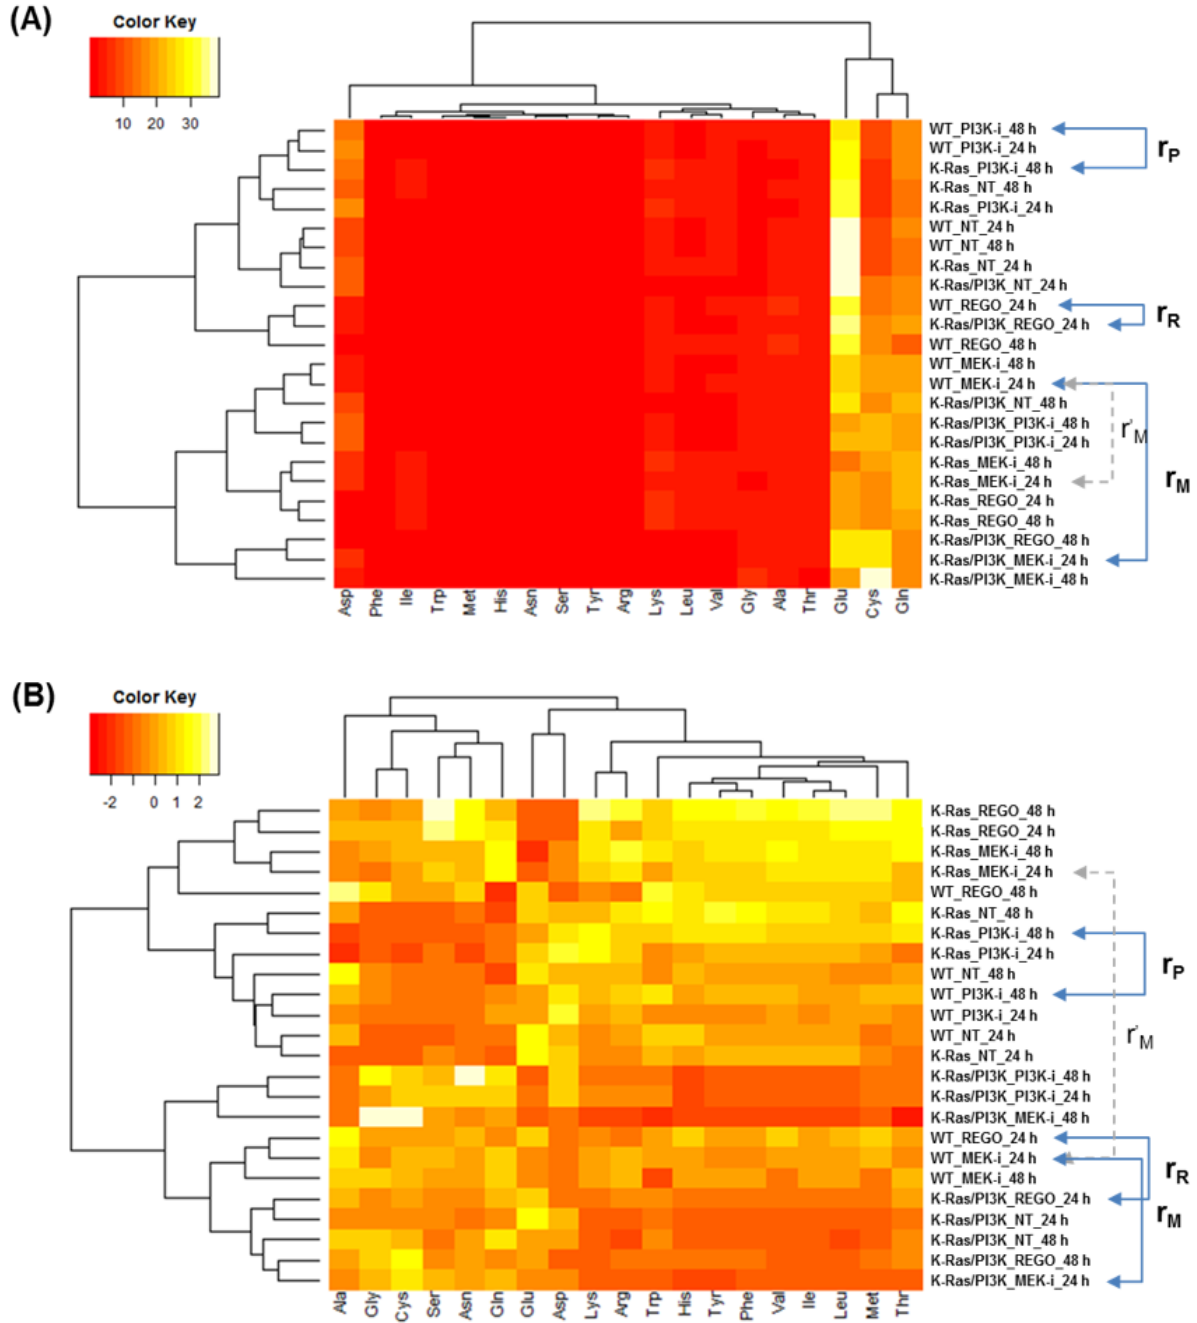 (A)
Color Key
10 20 30
WT_PI3K-i_48 h
WT_PI3K-i_24 h
K-Ras_PI3K-i_48 h
K-Ras_NT_48 h
K-Ras_PI3K-i_24 h
WT_NT_24 h
WT_NT_48 h
K-Ras_NT_24 h
K-Ras/PI3K_NT_24 h
WT_REGO_24 h
K-Ras/PI3K_REGO_24 h
WT_REGO_48 h
WT_MEK-i_48 h
WT_MEK-i_24 h
K-Ras/PI3K_NT_48 h
K-Ras/PI3K_PI3K-i_48 h
K-Ras/PI3K_PI3K-i_24 h
K-Ras_MEK-i_48 h
K-Ras_MEK-i_24 h
K-Ras_REGO_24 h
K-Ras_REGO_48 h
K-Ras/PI3K_REGO_48 h
K-Ras/PI3K_MEK-i_24 h
K-Ras/PI3K_MEK-i_48 h
rP
rR
r'M
rM
Asp Phe Ile Trp Met His Asn Ser Tyr Arg Lys Leu Val Gly Ala Thr Glu Cys Gln
(B)
Color Key
-2 0 1 2
K-Ras_REGO_48 h
K-Ras_REGO_24 h
K-Ras_MEK-i_48 h
K-Ras_MEK-i_24 h
WT_REGO_48 h
K-Ras_NT_48 h
K-Ras_PI3K-i_48 h
K-Ras_PI3K-i_24 h
WT_NT_48 h
WT_PI3K-i_48 h
WT_PI3K-i_24 h
WT_NT_24 h
K-Ras_NT_24 h
K-Ras/PI3K_PI3K-i_48 h
K-Ras/PI3K_PI3K-i_24 h
K-Ras/PI3K_MEK-i_48 h
WT_REGO_24 h
WT_MEK-i_24 h
WT_MEK-i_48 h
K-Ras/PI3K_REGO_24 h
K-Ras/PI3K_NT_24 h
K-Ras/PI3K_NT_48 h
K-Ras/PI3K_REGO_48 h
K-Ras/PI3K_MEK-i_24 h
rP
r'M
rR
rM
Ala Gly Cys Ser Asn Gln Glu Asp Lys Arg Trp His Tyr Phe Val Ile Leu Met Thr